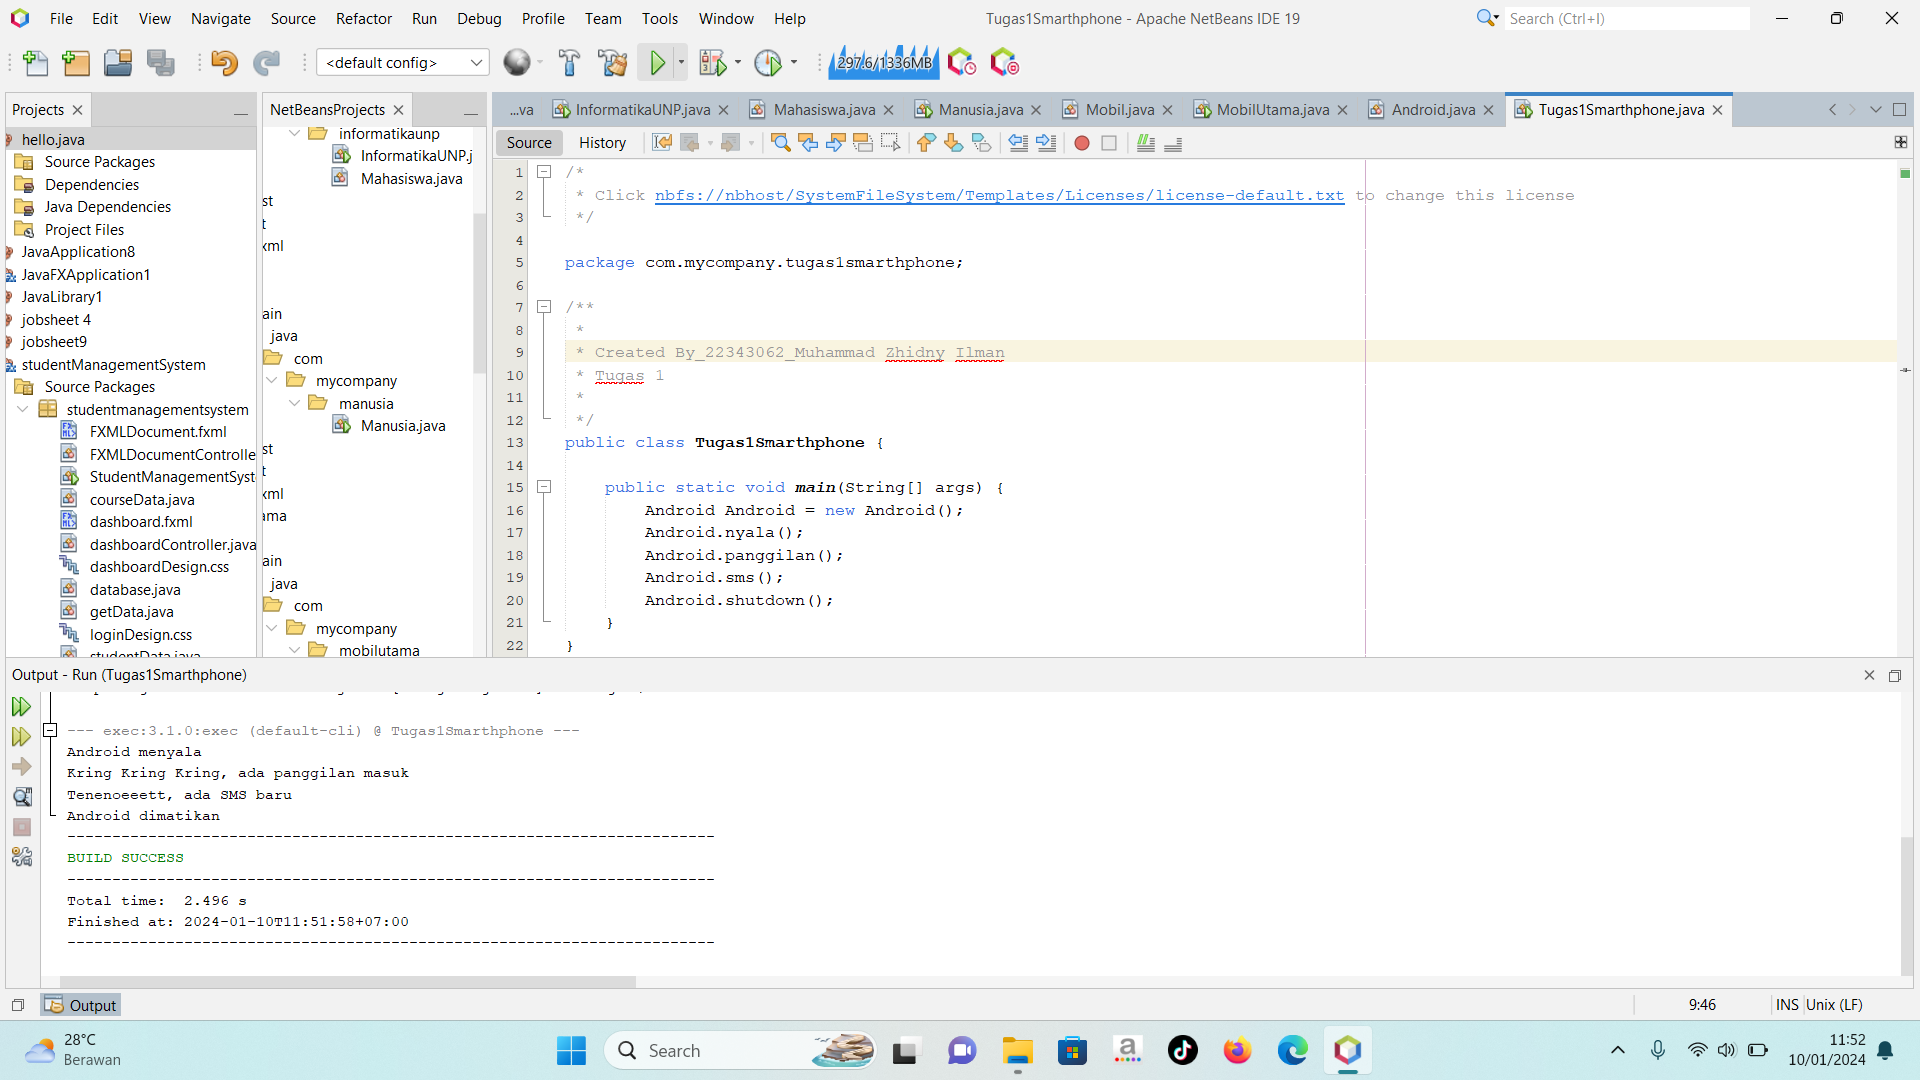 File Edit View Navigate Source Refactor Run Debug Profile Team Tools Window Help
Tugas1Smarthphone - Apache NetBeans IDE 19
Search (Ctrl+I)
<default config>
297.6/1336MB
Projects
hello.java
Source Packages
Dependencies
Java Dependencies
Project Files
JavaApplication8
JavaFXApplication1
JavaLibrary1
jobsheet 4
jobsheet9
studentManagementSystem
Source Packages
studentmanagementsystem
FXMLDocument.fxml
FXMLDocumentControlle
StudentManagementSyst
courseData.java
dashboard.fxml
dashboardController.java
dashboardDesign.css
database.java
getData.java
loginDesign.css
studentData.java
NetBeansProjects
informatikaunp
InformatikaUNP.j
Mahasiswa.java
st
t
xml
ain
java
com
mycompany
manusia
Manusia.java
st
t
xml
ama
ain
java
com
mycompany
mobilutama
...va InformatikaUNP.java Mahasiswa.java Manusia.java Mobil.java MobilUtama.java Android.java Tugas1Smarthphone.java
Source History
1 /*
2 * Click nbfs://nbhost/SystemFileSystem/Templates/Licenses/license-default.txt to change this license
3 */
4
5 package com.mycompany.tugas1smarthphone;
6
7 /**
8 *
9 * Created By_22343062_Muhammad Zhidny Ilman
10 * Tugas 1
11 *
12 */
13 public class Tugas1Smarthphone {
14
15 public static void main(String[] args) {
16 Android Android = new Android();
17 Android.nyala();
18 Android.panggilan();
19 Android.sms();
20 Android.shutdown();
21 }
22 }
Output - Run (Tugas1Smarthphone)
--- exec:3.1.0:exec (default-cli) @ Tugas1Smarthphone ---
Android menyala
Kring Kring Kring, ada panggilan masuk
Tenenoeeett, ada SMS baru
Android dimatikan
------------------------------------------------------------------------
BUILD SUCCESS
------------------------------------------------------------------------
Total time:  2.496 s
Finished at: 2024-01-10T11:51:58+07:00
------------------------------------------------------------------------
Output
9:46 INS Unix (LF)
28°C
Berawan
Search
11:52
10/01/2024